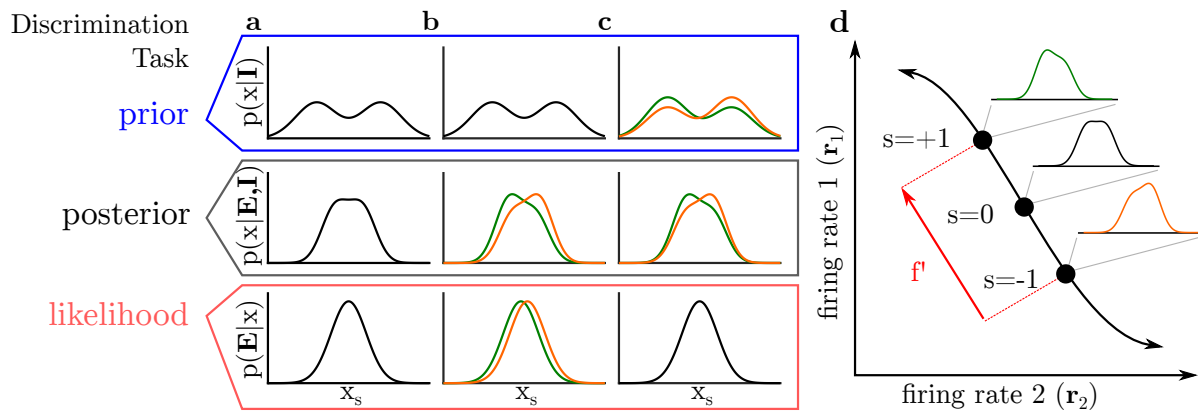 Discrimination
Task
a
b
c
d
prior
p(x|I)
posterior
p(x|E,I)
likelihood
p(E|x)
xₛ
xₛ
xₛ
firing rate 1 (r₁)
s=+1
s=0
s=-1
f'
firing rate 2 (r₂)